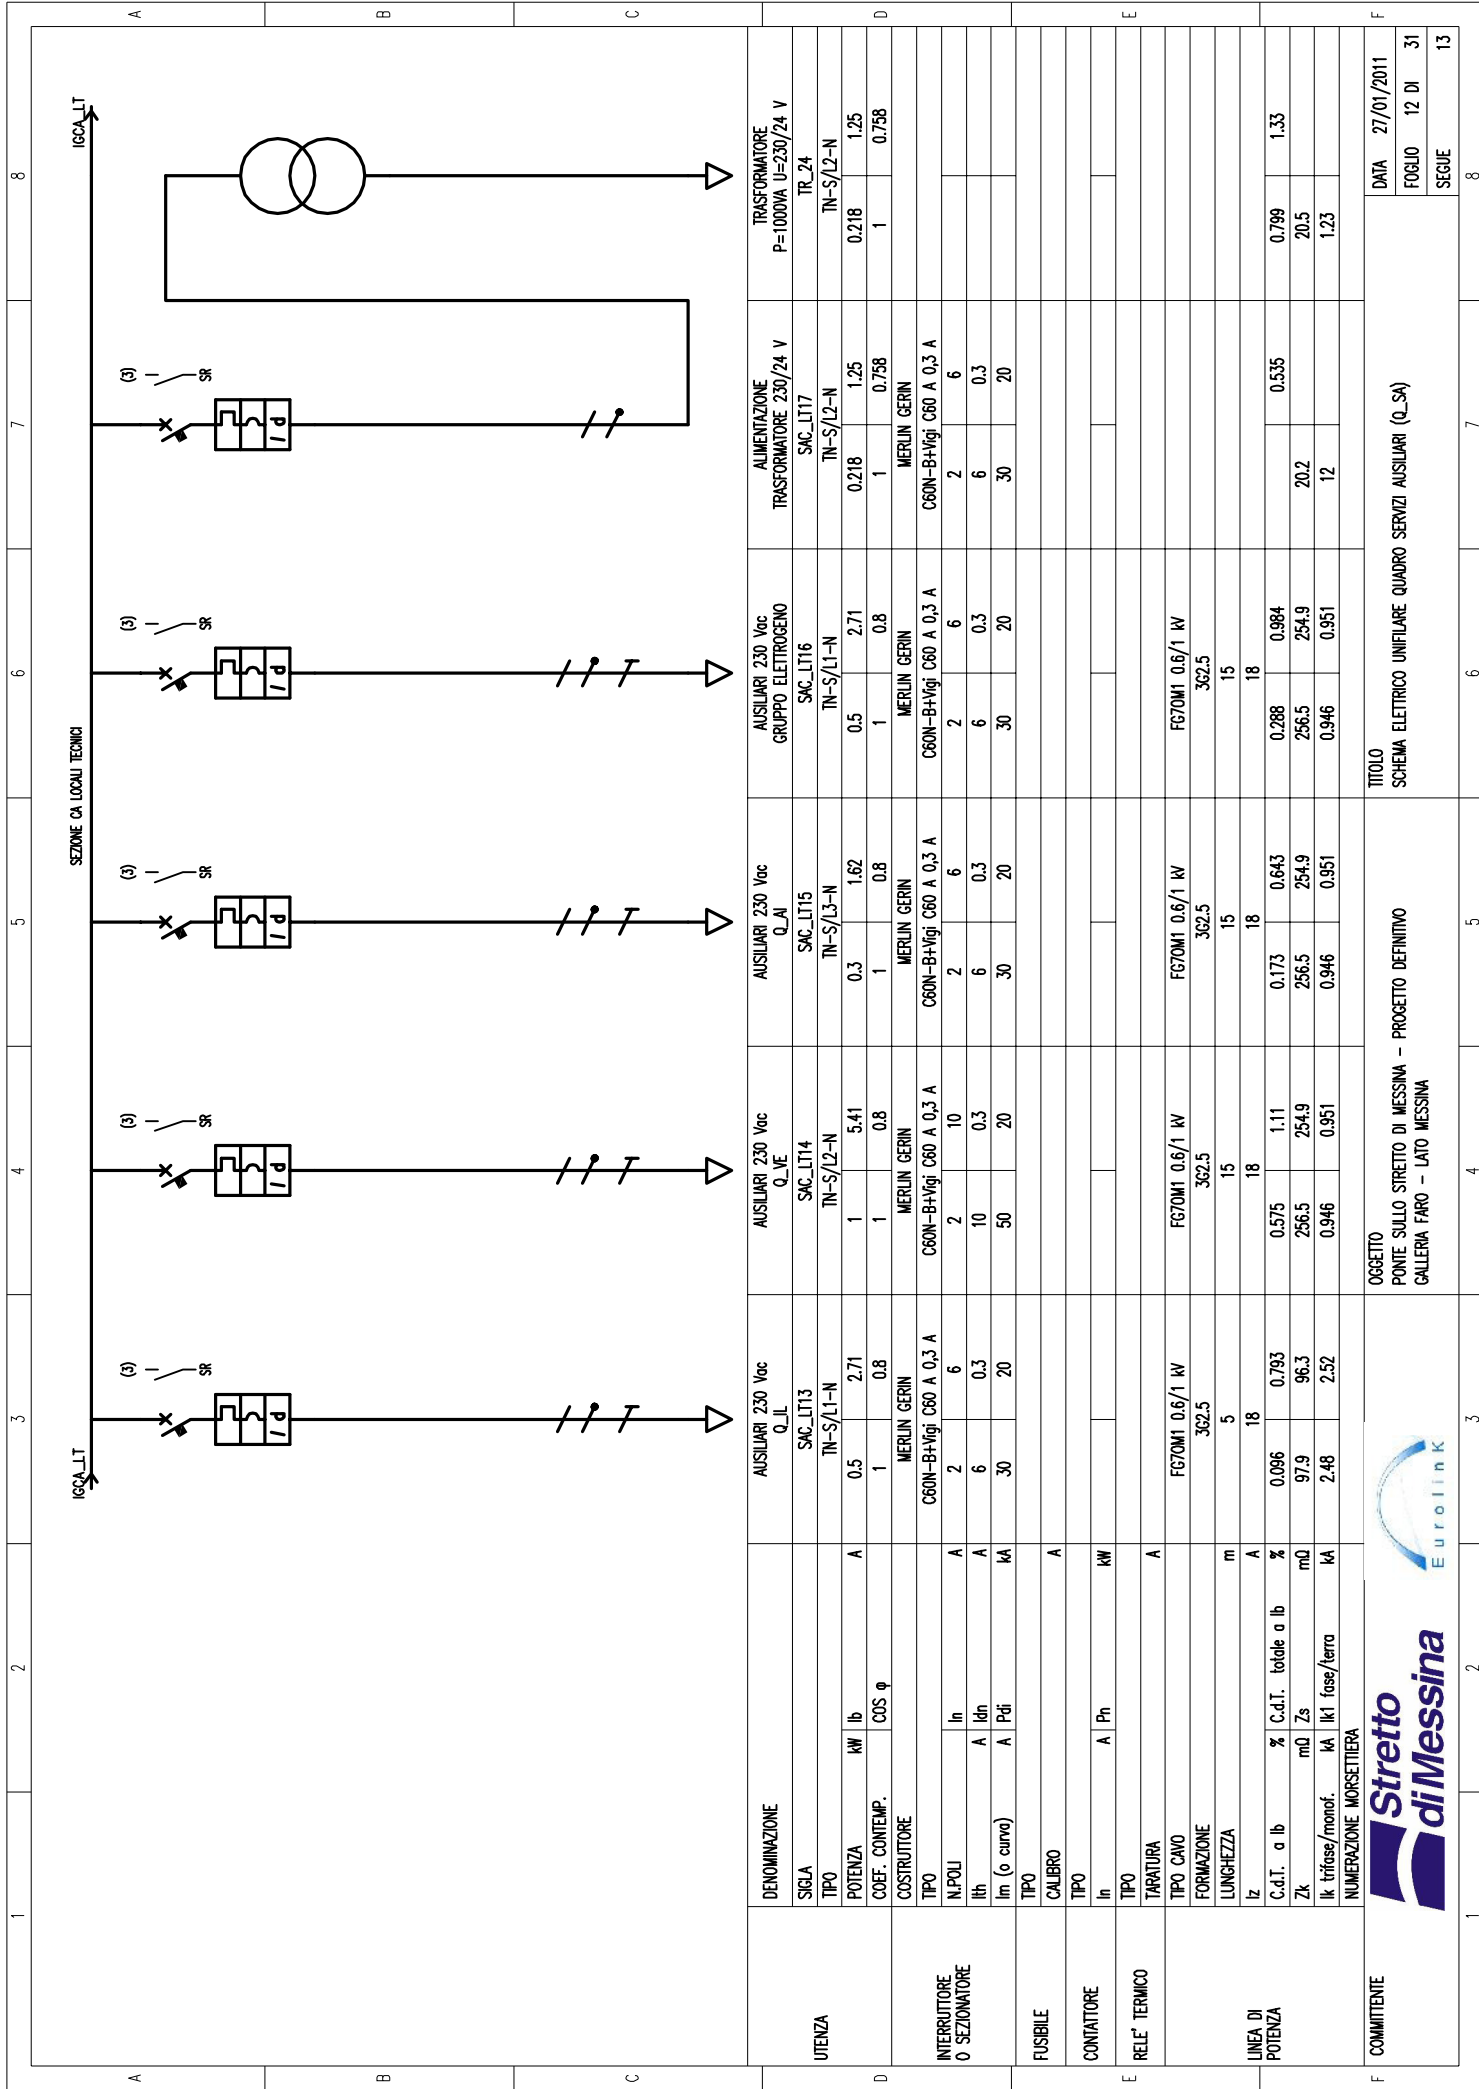 1 2 3 4 5 6 7 8
A
B
C
D
E
F
IGCA_LT SEZIONE CA LOCALI TECNICI IGCA_LT
(3) (3) (3) (3) (3)
SR SR SR SR SR
I d I d I d I d I d
UTENZA
DENOMINAZIONE AUSILIARI 230 Vac AUSILIARI 230 Vac AUSILIARI 230 Vac AUSILIARI 230 Vac ALIMENTAZIONE TRASFORMATORE
Q_IL Q_VE Q_AI GRUPPO ELETTROGENO TRASFORMATORE 230/24 V P=1000VA U=230/24 V
SIGLA SAC_LT13 SAC_LT14 SAC_LT15 SAC_LT16 SAC_LT17 TR_24
TIPO TN-S/L1-N TN-S/L2-N TN-S/L3-N TN-S/L1-N TN-S/L2-N TN-S/L2-N
POTENZA kW Ib A 0.5 2.71 1 5.41 0.3 1.62 0.5 2.71 0.218 1.25 0.218 1.25
COEF. CONTEMP. COS φ 1 0.8 1 0.8 1 0.8 1 0.8 1 0.758 1 0.758
INTERRUTTORE
O SEZIONATORE
COSTRUTTORE MERLIN GERIN MERLIN GERIN MERLIN GERIN MERLIN GERIN MERLIN GERIN
TIPO C60N-B+Vigi C60 A 0,3 A C60N-B+Vigi C60 A 0,3 A C60N-B+Vigi C60 A 0,3 A C60N-B+Vigi C60 A 0,3 A C60N-B+Vigi C60 A 0,3 A
N.POLI In A 2 6 2 10 2 6 2 6 2 6
Ith A Idn A 6 0.3 10 0.3 6 0.3 6 0.3 6 0.3
Im (o curva) A Pdi kA 30 20 50 20 30 20 30 20 30 20
FUSIBILE
TIPO
CALIBRO A
CONTATTORE
TIPO
In A Pn kW
RELE' TERMICO
TIPO
TARATURA A
LINEA DI
POTENZA
TIPO CAVO FG7OM1 0.6/1 kV FG7OM1 0.6/1 kV FG7OM1 0.6/1 kV FG7OM1 0.6/1 kV
FORMAZIONE 3G2.5 3G2.5 3G2.5 3G2.5
LUNGHEZZA m 5 15 15 15
Iz A 18 18 18 18
C.d.T. a Ib % C.d.T. totale a Ib % 0.096 0.793 0.575 1.11 0.173 0.643 0.288 0.984 0.535 0.799 1.33
Zk mΩ Zs mΩ 97.9 96.3 256.5 254.9 256.5 254.9 256.5 254.9 20.2 20.5
Ik trifase/monof. kA Ik1 fase/terra kA 2.48 2.52 0.946 0.951 0.946 0.951 0.946 0.951 12 1.23
NUMERAZIONE MORSETTIERA
COMMITTENTE
Stretto
di Messina
Eurolink
OGGETTO
PONTE SULLO STRETTO DI MESSINA - PROGETTO DEFINITIVO
GALLERIA FARO - LATO MESSINA
TITOLO
SCHEMA ELETTRICO UNIFILARE QUADRO SERVIZI AUSILIARI (Q_SA)
DATA 27/01/2011
FOGLIO 12 DI 31
SEGUE 13
A
B
C
D
E
F
1 2 3 4 5 6 7 8